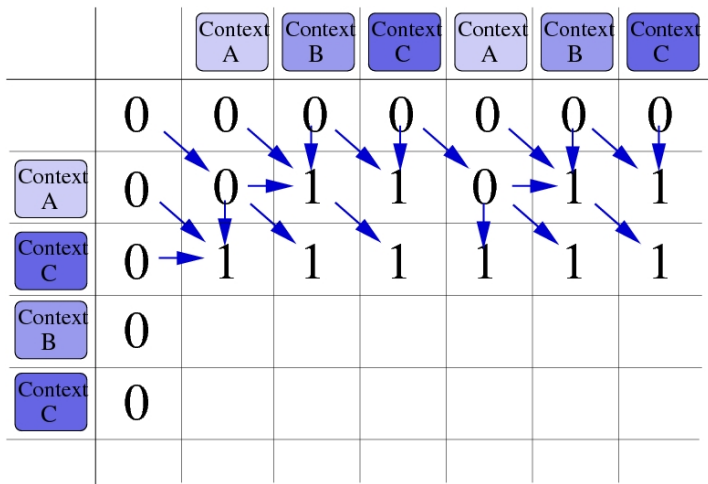 Context Context Context Context Context Context
A B C A B C
0 0 0 0 0 0 0
Context
A 0 0 1 1 0 1 1
Context
C 0 1 1 1 1 1 1
Context
B 0
Context
C 0